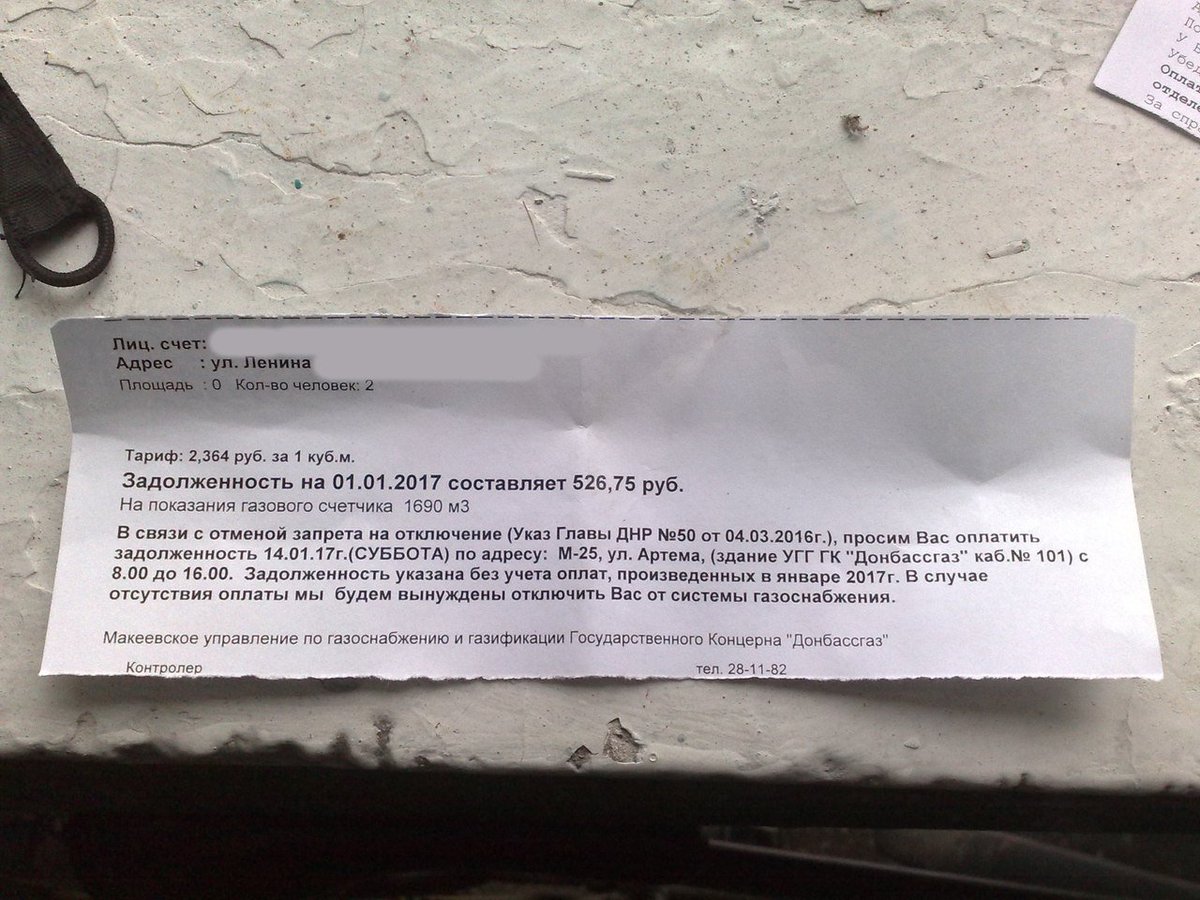 Лиц. счет:
Адрес : ул. Ленина
Площадь : 0 Кол-во человек: 2
Тариф: 2,364 руб. за 1 куб.м.
Задолженность на 01.01.2017 составляет 526,75 руб.
На показания газового счетчика 1690 м3
В связи с отменой запрета на отключение (Указ Главы ДНР №50 от 04.03.2016г.), просим Вас оплатить
задолженность 14.01.17г.(СУББОТА) по адресу: М-25, ул. Артема, (здание УГГ ГК "Донбассгаз" каб.№ 101) с
8.00 до 16.00. Задолженность указана без учета оплат, произведенных в январе 2017г. В случае
отсутствия оплаты мы будем вынуждены отключить Вас от системы газоснабжения.
Макеевское управление по газоснабжению и газификации Государственного Концерна "Донбассгаз"
Контролер тел. 28-11-82
За